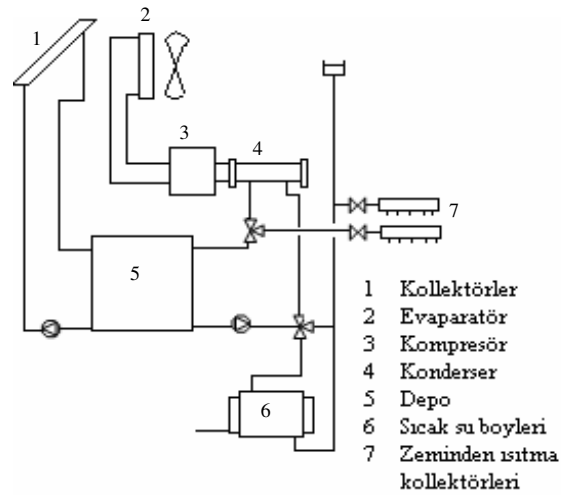 1
2
3
4
5
6
7
1 Kollektörler
2 Evaparatör
3 Kompresör
4 Konderser
5 Depo
6 Sıcak su boyleri
7 Zeminden ısıtma
kollektörleri